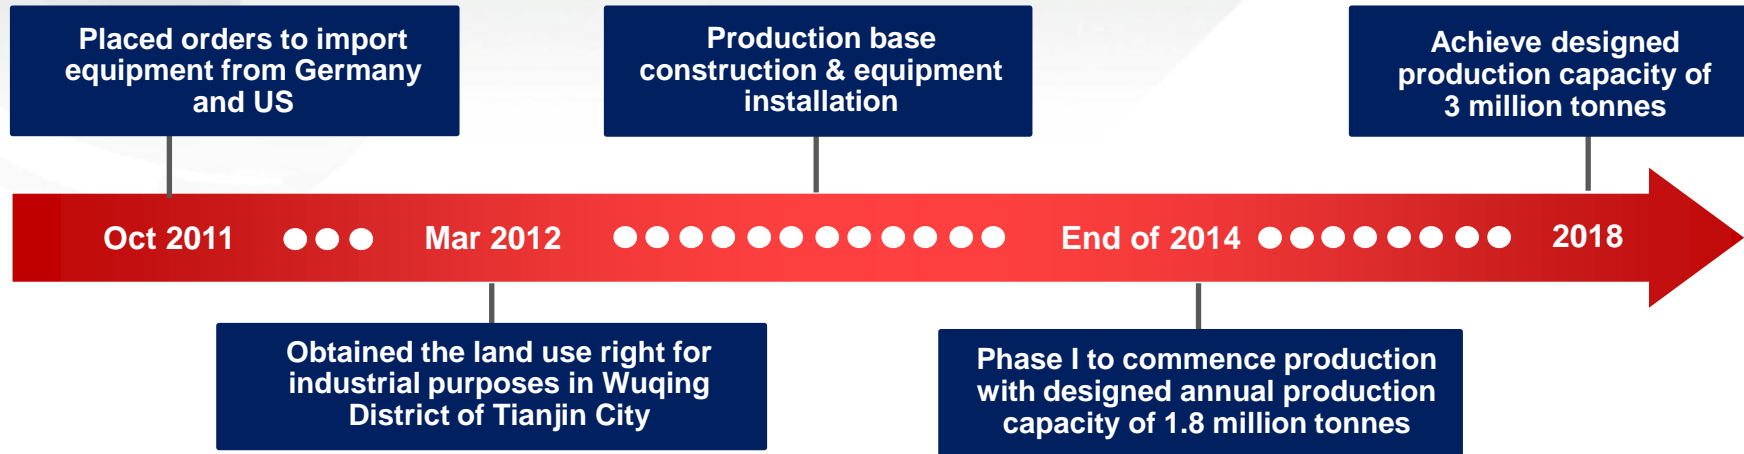 Placed orders to import
equipment from Germany
and US
Production base
construction & equipment
installation
Achieve designed
production capacity of
3 million tonnes
Oct 2011
Mar 2012
End of 2014
2018
Obtained the land use right for
industrial purposes in Wuqing
District of Tianjin City
Phase I to commence production
with designed annual production
capacity of 1.8 million tonnes